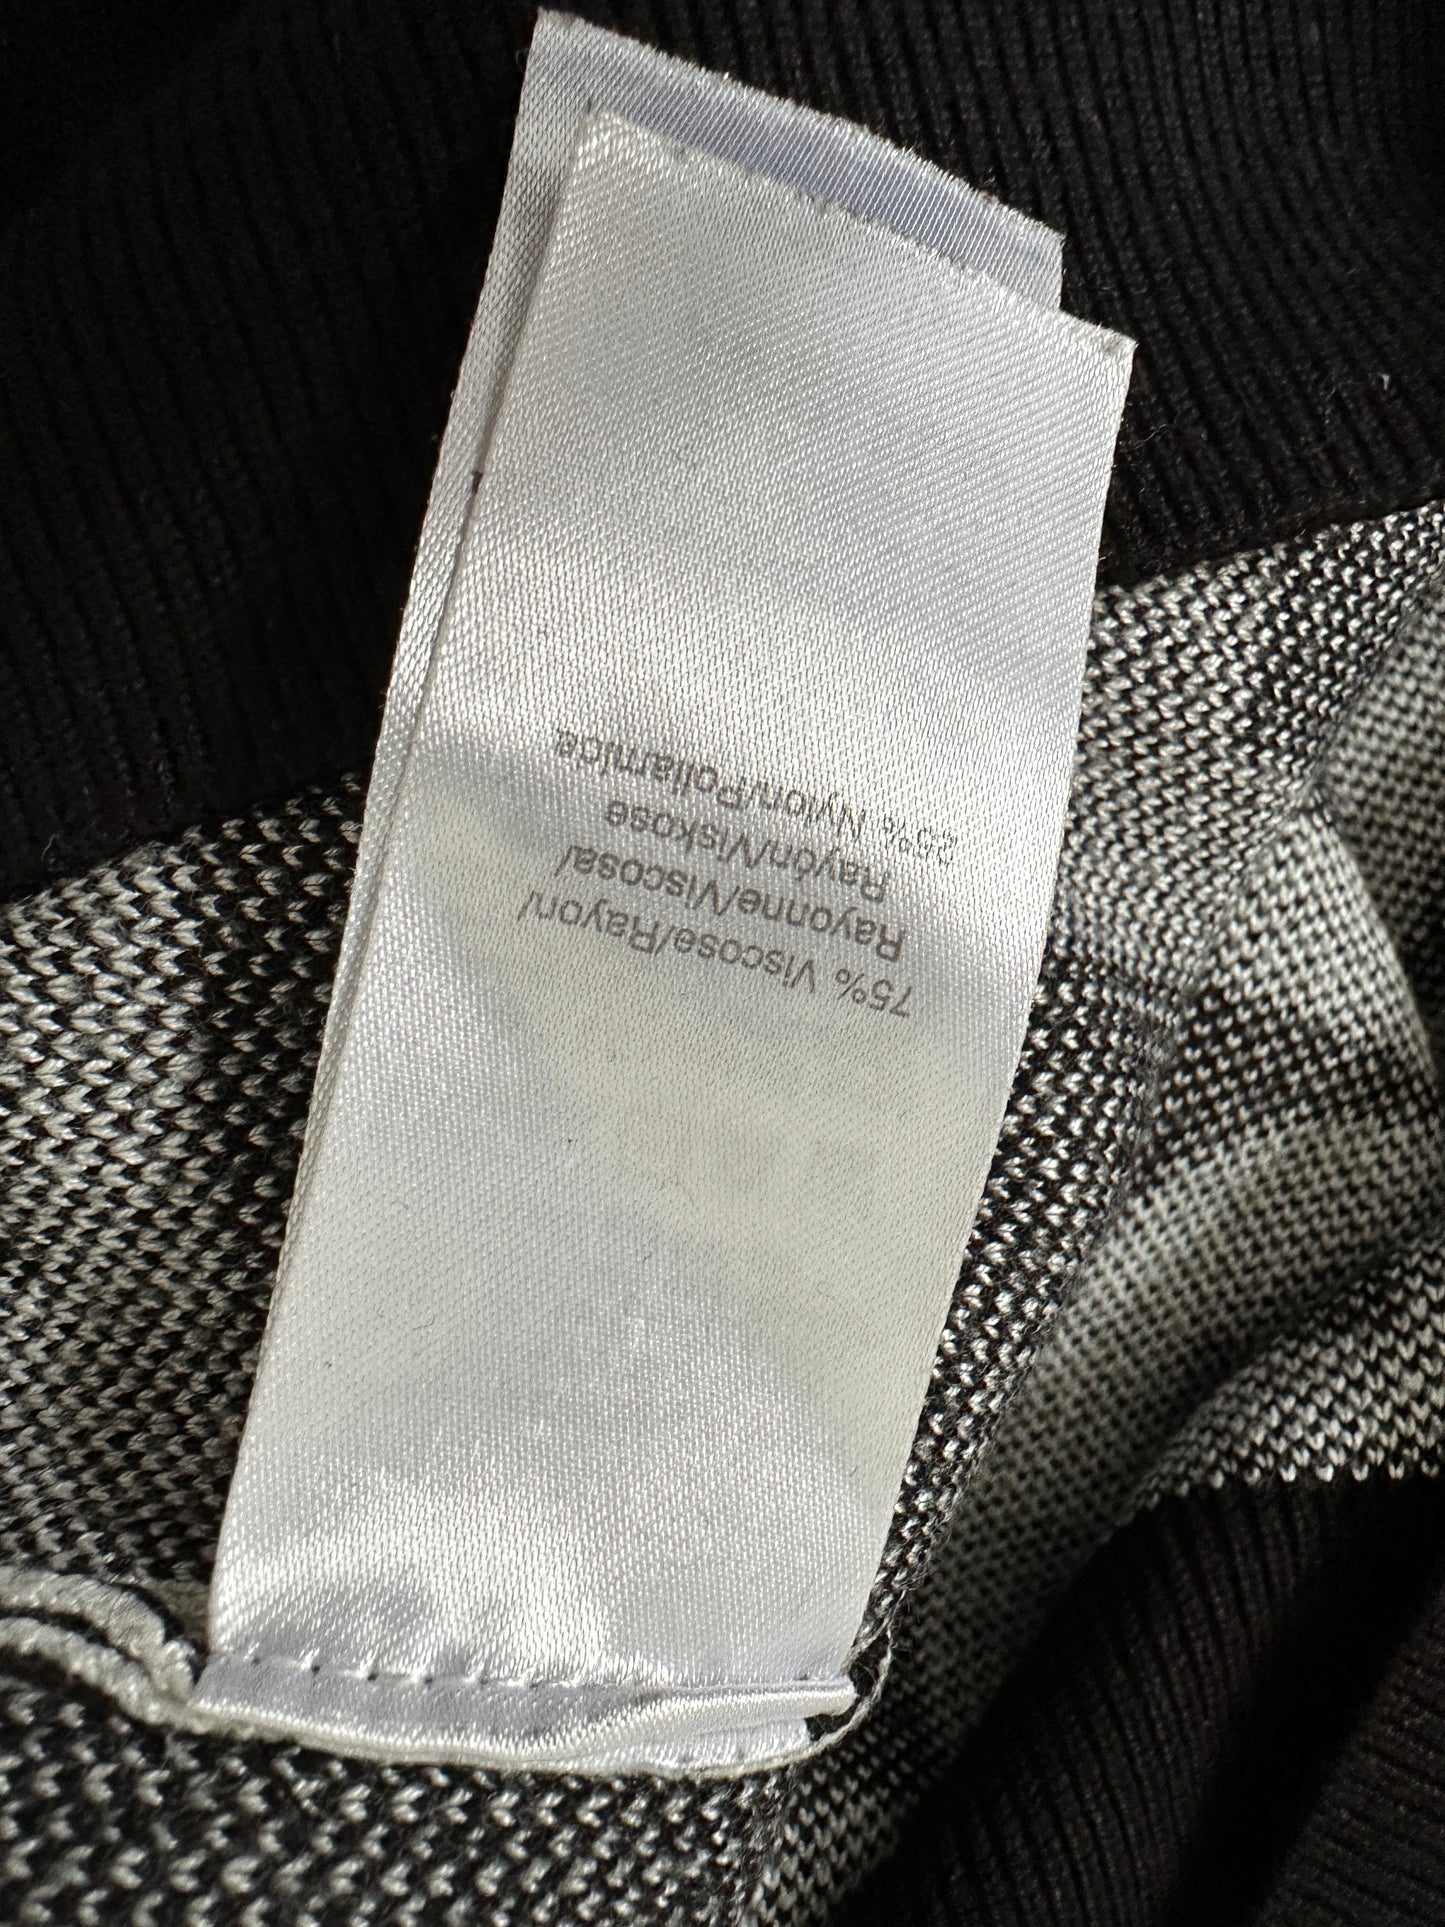 75% Viscose/Rayon/
Rayonne/Viscosa/
Rayón/Viskose
25% Nylon/Poliamide